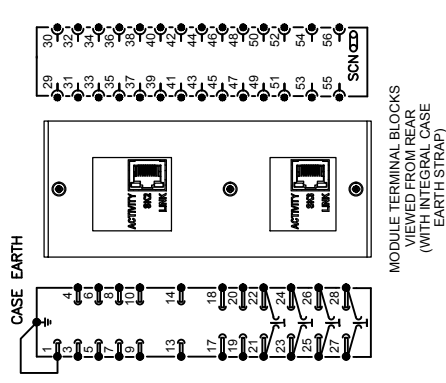 CASE EARTH
1
3 4
5 6
7 8
9 10
13 14
17 18
19 20
21 22
23 24
25 26
27 28
ACTIVITY
SK2
LINK
ACTIVITY
SK3
LINK
29 30
31 32
33 34
35 36
37 38
39 40
41 42
43 44
45 46
47 48
49 50
51 52
53 54
55 56
SCN
MODULE TERMINAL BLOCKS
VIEWED FROM REAR
(WITH INTEGRAL CASE
EARTH STRAP)